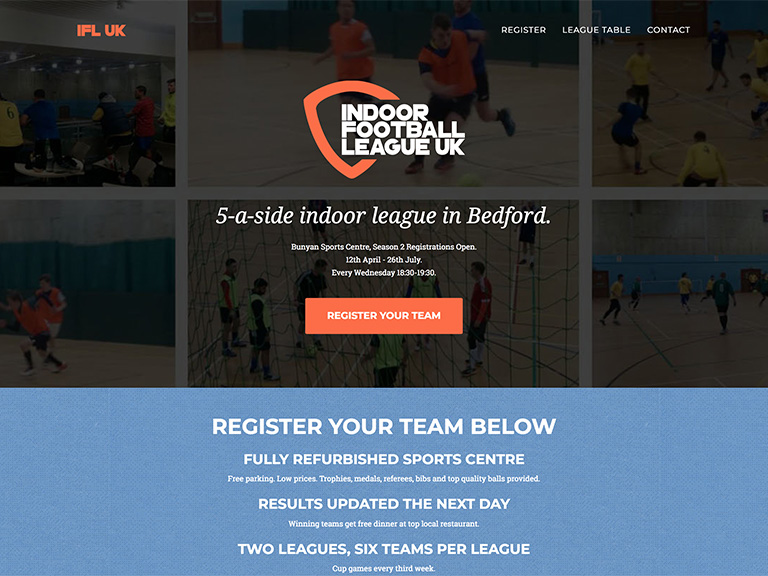 IFL UK
REGISTER LEAGUE TABLE CONTACT
INDOOR
FOOTBALL
LEAGUE UK
5-a-side indoor league in Bedford.
Bunyan Sports Centre, Season 2 Registrations Open.
12th April - 26th July.
Every Wednesday 18:30-19:30.
REGISTER YOUR TEAM
REGISTER YOUR TEAM BELOW
FULLY REFURBISHED SPORTS CENTRE
Free parking. Low prices. Trophies, medals, referees, bibs and top quality balls provided.
RESULTS UPDATED THE NEXT DAY
Winning teams get free dinner at top local restaurant.
TWO LEAGUES, SIX TEAMS PER LEAGUE
Cup games every third week.